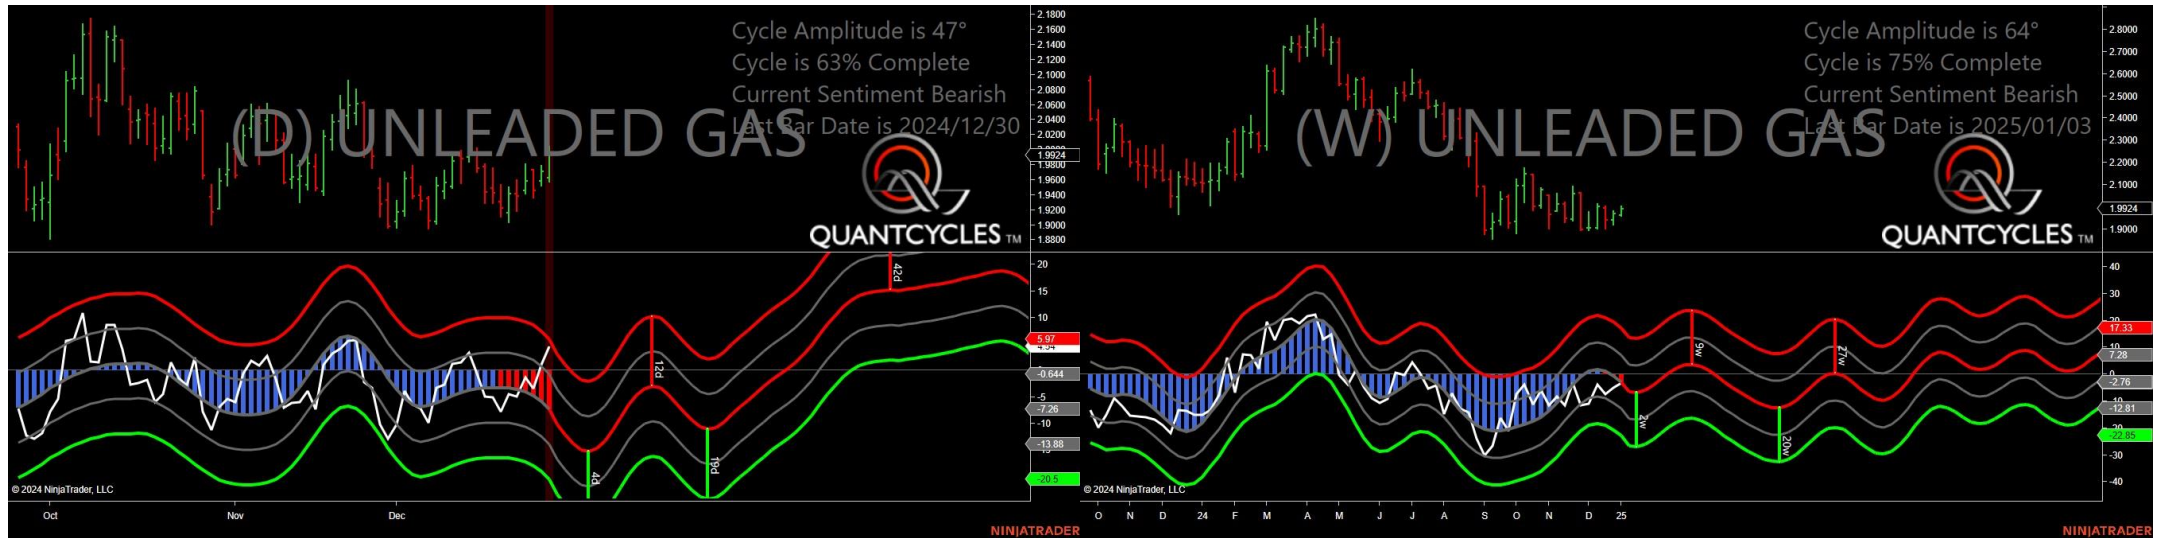 Cycle Amplitude is 47°
Cycle is 63% Complete
Current Sentiment Bearish
Last Bar Date is 2024/12/30
(D) UNLEADED GAS
QUANTCYCLES TM
2.1800
2.1600
2.1400
2.1200
2.1000
2.0800
2.0600
2.0400
2.0200
1.9924
1.9800
1.9600
1.9400
1.9200
1.9000
1.8800
20
15
10
5.97
-0.644
-5
-7.26
-10
-13.88
-20.5
42d
12d
4d
19d
© 2024 NinjaTrader, LLC
Oct
Nov
Dec
NINJATRADER
Cycle Amplitude is 64°
Cycle is 75% Complete
Current Sentiment Bearish
Last Bar Date is 2025/01/03
(W) UNLEADED GAS
QUANTCYCLES TM
2.8000
2.7000
2.6000
2.5000
2.4000
2.3000
2.2000
2.1000
1.9924
1.9000
40
30
17.33
7.28
-2.76
-12.81
-22.85
-30
-40
9w
27w
2w
20w
© 2024 NinjaTrader, LLC
O
N
D
24
F
M
A
M
J
J
A
S
O
N
D
25
NINJATRADER